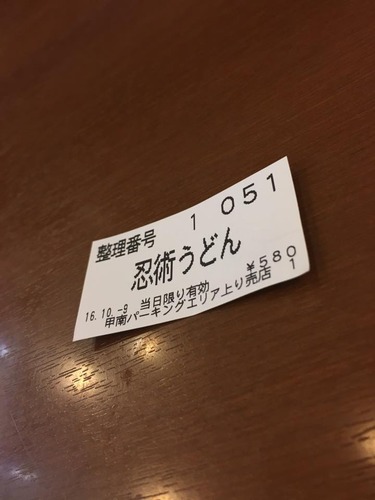 整理番号 1 051
忍術うどん
¥580
16.10.-9 当日限り有効
甲南パーキングエリア上り売店 1